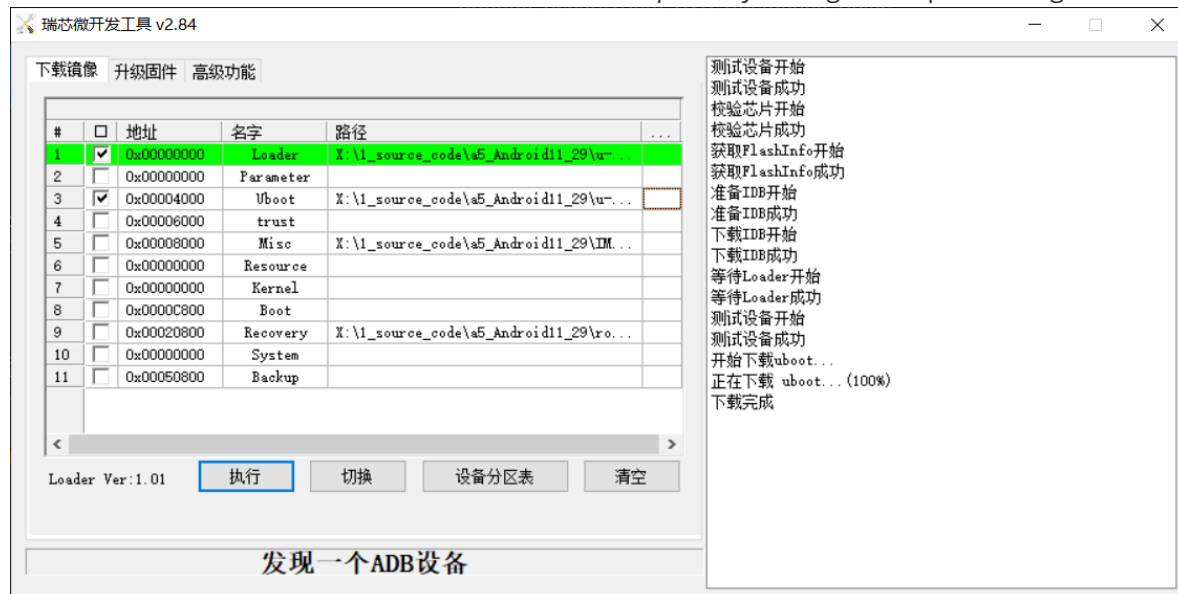 瑞芯微开发工具 v2.84
下载镜像 升级固件 高级功能
# 地址 名字 路径 ...
1 0x00000000 Loader X:\1_source_code\a5_Android11_29\u-...
2 0x00000000 Parameter
3 0x00004000 Uboot X:\1_source_code\a5_Android11_29\u-...
4 0x00006000 trust
5 0x00008000 Misc X:\1_source_code\a5_Android11_29\IM...
6 0x00000000 Resource
7 0x00000000 Kernel
8 0x0000C800 Boot
9 0x00020800 Recovery X:\1_source_code\a5_Android11_29\ro...
10 0x00000000 System
11 0x00050800 Backup
Loader Ver:1.01 执行 切换 设备分区表 清空
发现一个ADB设备
测试设备开始
测试设备成功
校验芯片开始
校验芯片成功
获取FlashInfo开始
获取FlashInfo成功
准备IDB开始
准备IDB成功
下载IDB开始
下载IDB成功
等待Loader开始
等待Loader成功
测试设备开始
测试设备成功
开始下载uboot...
正在下载 uboot...(100%)
下载完成